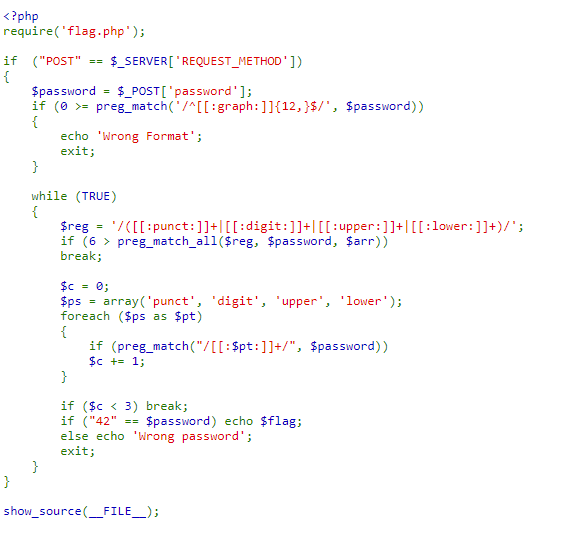 <?php
require('flag.php');

if  ("POST" == $_SERVER['REQUEST_METHOD'])
{
    $password = $_POST['password'];
    if (0 >= preg_match('/^[[:graph:]]{12,}$/', $password))
    {
        echo 'Wrong Format';
        exit;
    }

    while (TRUE)
    {
        $reg = '/([[:punct:]]+|[[:digit:]]+|[[:upper:]]+|[[:lower:]]+)/';
        if (6 > preg_match_all($reg, $password, $arr))
        break;

        $c = 0;
        $ps = array('punct', 'digit', 'upper', 'lower');
        foreach ($ps as $pt)
        {
            if (preg_match("/[[:$pt:]]+/", $password))
            $c += 1;
        }

        if ($c < 3) break;
        if ("42" == $password) echo $flag;
        else echo 'Wrong password';
        exit;
    }
}

show_source(__FILE__);